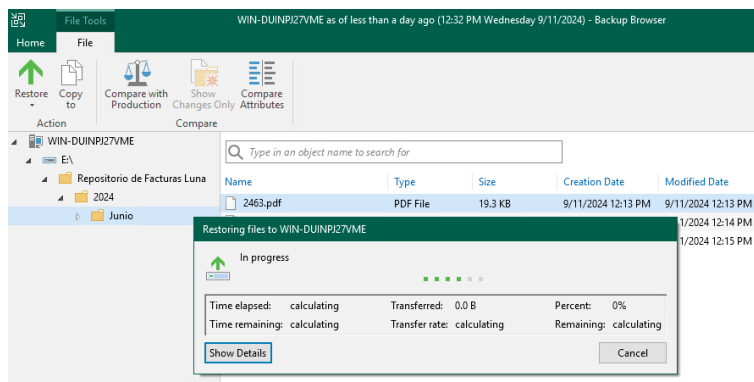 File Tools
WIN-DUINPJ27VME as of less than a day ago (12:32 PM Wednesday 9/11/2024) - Backup Browser
Home File
Restore Copy to Compare with Production Show Changes Only Compare Attributes
Action Compare
WIN-DUINPJ27VME
E:\
Repositorio de Facturas Luna
2024
Junio
Type in an object name to search for
Name Type Size Creation Date Modified Date
2463.pdf PDF File 19.3 KB 9/11/2024 12:13 PM 9/11/2024 12:13 PM
1/2024 12:14 PM
1/2024 12:15 PM
Restoring files to WIN-DUINPJ27VME
In progress
Time elapsed: calculating Transferred: 0.0 B Percent: 0%
Time remaining: calculating Transfer rate: calculating Remaining: calculating
Show Details Cancel